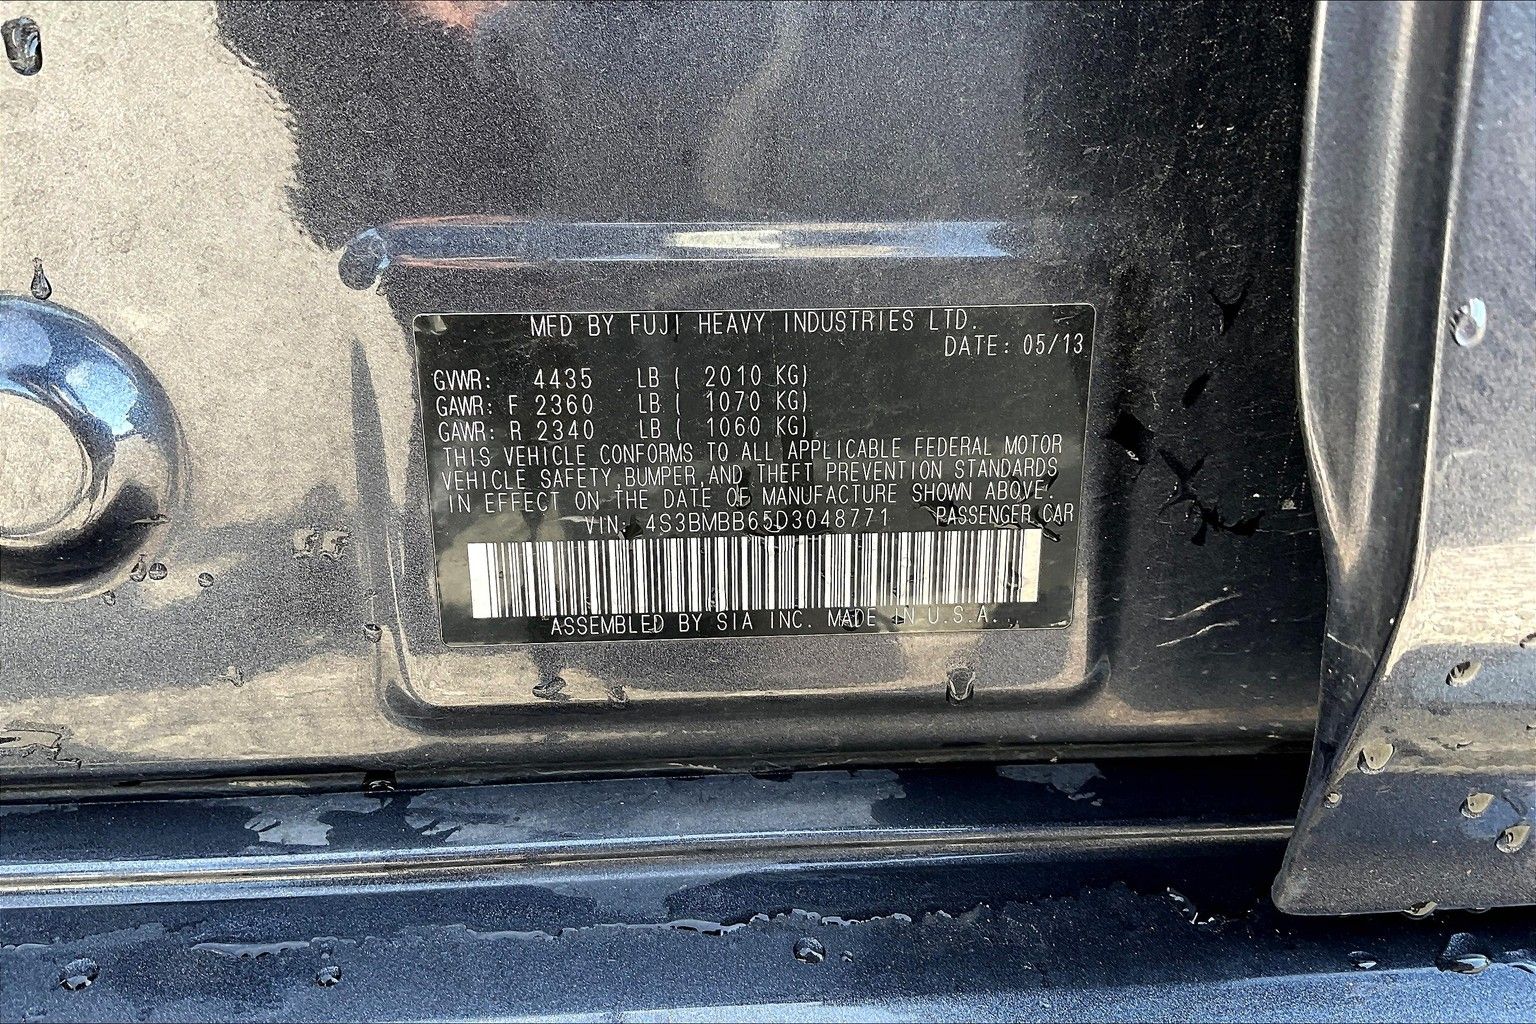 MFD BY FUJI HEAVY INDUSTRIES LTD.
DATE: 05/13
GVWR: 4435 LB ( 2010 KG)
GAWR: F 2360 LB ( 1070 KG)
GAWR: R 2340 LB ( 1060 KG)
THIS VEHICLE CONFORMS TO ALL APPLICABLE FEDERAL MOTOR
VEHICLE SAFETY, BUMPER, AND THEFT PREVENTION STANDARDS
IN EFFECT ON THE DATE OF MANUFACTURE SHOWN ABOVE.
VIN: 4S3BMBB65D3048771 PASSENGER CAR
ASSEMBLED BY SIA INC. MADE IN U.S.A.